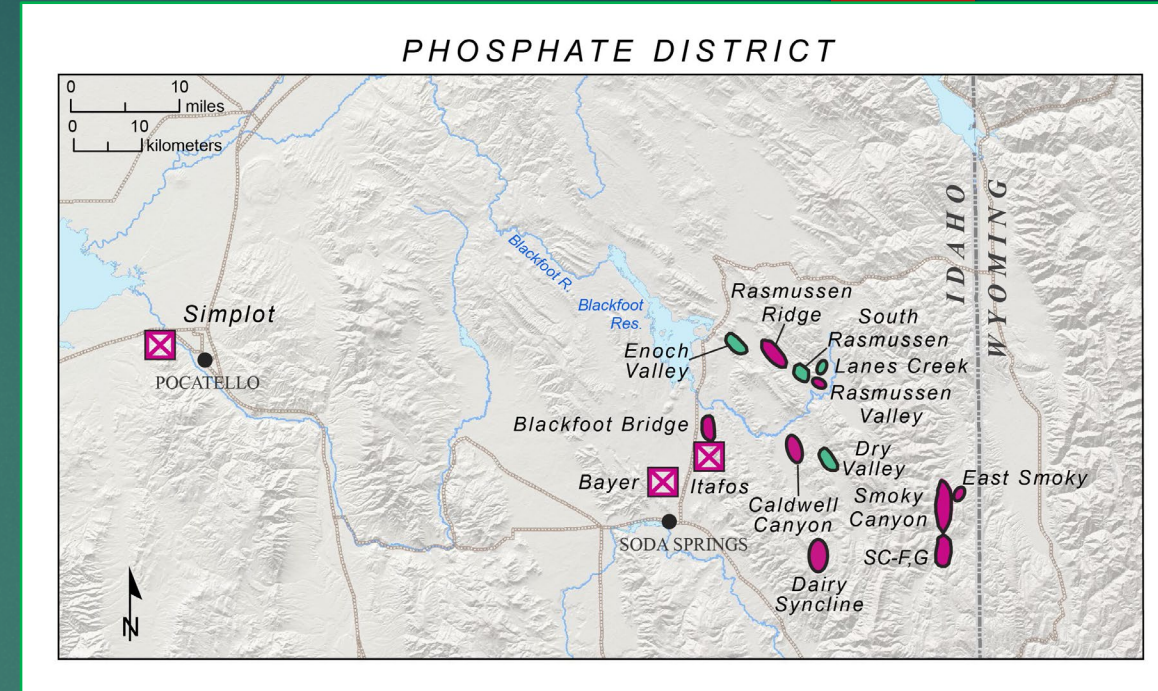 PHOSPHATE DISTRICT
0 10
miles
0 10
kilometers
IDAHO
WYOMING
Blackfoot R.
Blackfoot
Res.
Rasmussen
Ridge
South
Rasmussen
Enoch
Valley
Lanes Creek
Rasmussen
Valley
Simplot
POCATELLO
Blackfoot Bridge
Dry
Valley
Bayer
Itafos
East Smoky
Caldwell
Canyon
Smoky
Canyon
SODA SPRINGS
SC-F,G
Dairy
Syncline
N